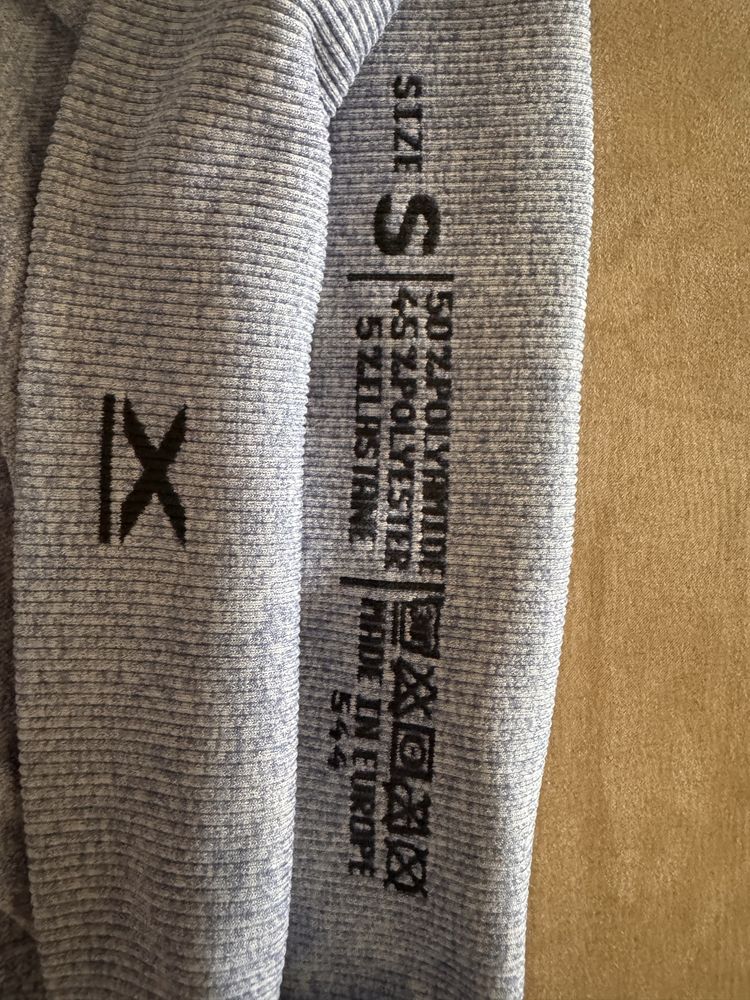 SIZE S
50%POLYAMIDE
45%POLYESTER
5%ELASTANE
MADE IN EUROPE
544
X